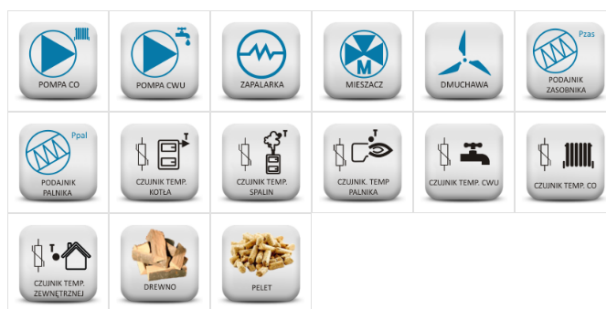 POMPA CO
POMPA CWU
ZAPALARKA
M
MIESZACZ
DMUCHAWA
Pzas
PODAJNIK
ZASOBNIKA
Ppal
PODAJNIK
PALNIKA
T
CZUJNIK TEMP.
KOTŁA
T
CZUJNIK TEMP.
SPALIN
T
CZUJNIK. TEMP
PALNIKA
CZUJNIK TEMP. CWU
CZUJNIK TEMP. CO
T
CZUJNIK TEMP.
ZEWNĘTRZNEJ
DREWNO
PELET